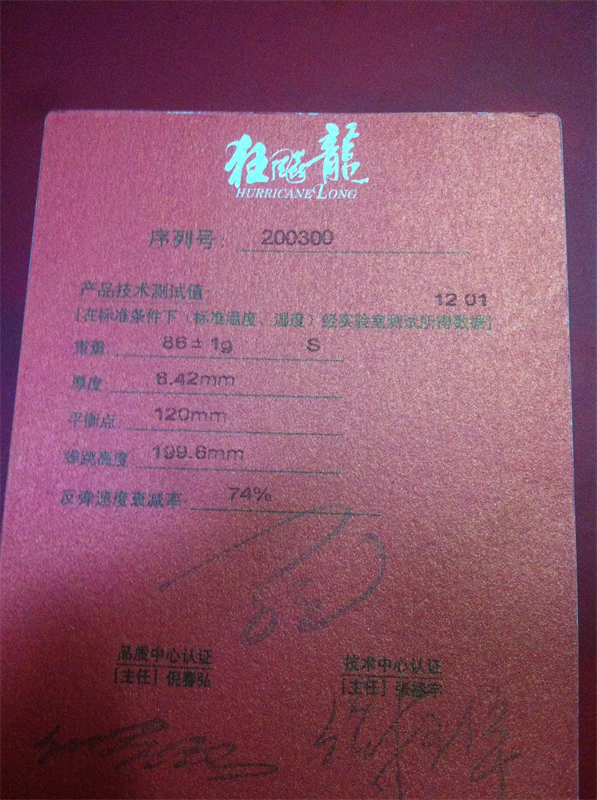 狂飚龍
HURRICANE LONG
序列号: 200300
产品技术测试值: 12 01
[在标准条件下（标准温度、湿度）经实验室测试所得数据]
重量 86±1g S
厚度 6.42mm
平衡点: 120mm
弹跳高度 199.6mm
反弹速度衰减率: 74%
品质中心认证 技术中心认证
[主任] 倪春弘 [主任]